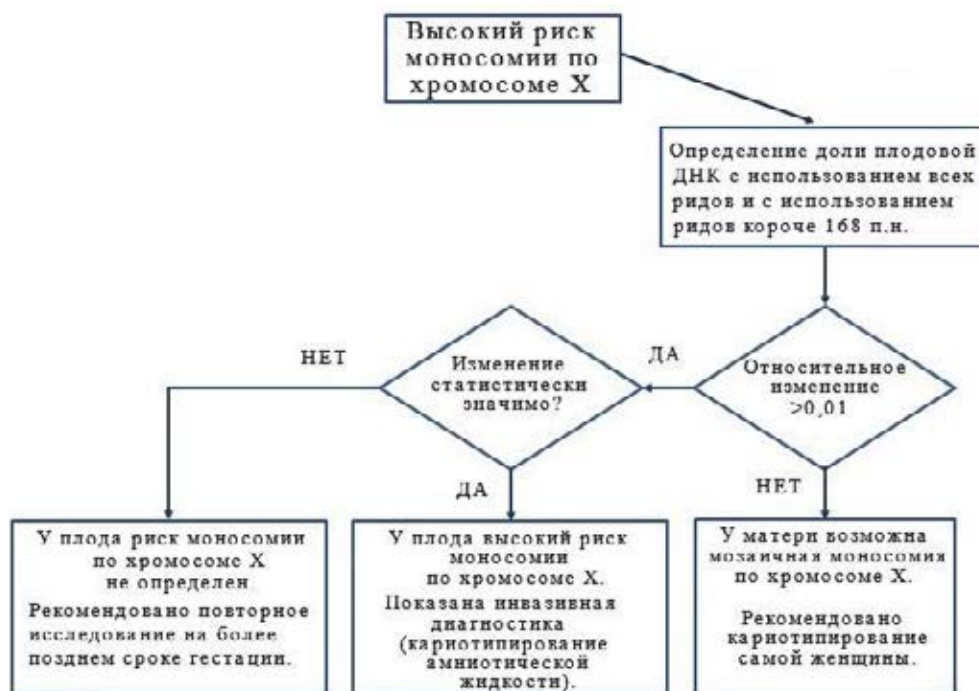 Высокий риск
моносомии по
хромосоме X
Определение доли плодовой
ДНК с использованием всех
ридов и с использованием
ридов короче 168 п.н.
Относительное
изменение
>0,01
ДА
НЕТ
Изменение
статистически
значимо?
НЕТ
ДА
У плода риск моносомии
по хромосоме X
не определен.
Рекомендовано повторное
исследование на более
позднем сроке гестации.
У плода высокий риск
моносомии
по хромосоме X.
Показана инвазивная
диагностика
(кариотипирование
амниотической
жидкости).
У матери возможна
мозаичная моносомия
по хромосоме X.
Рекомендовано
кариотипирование
самой женщины.